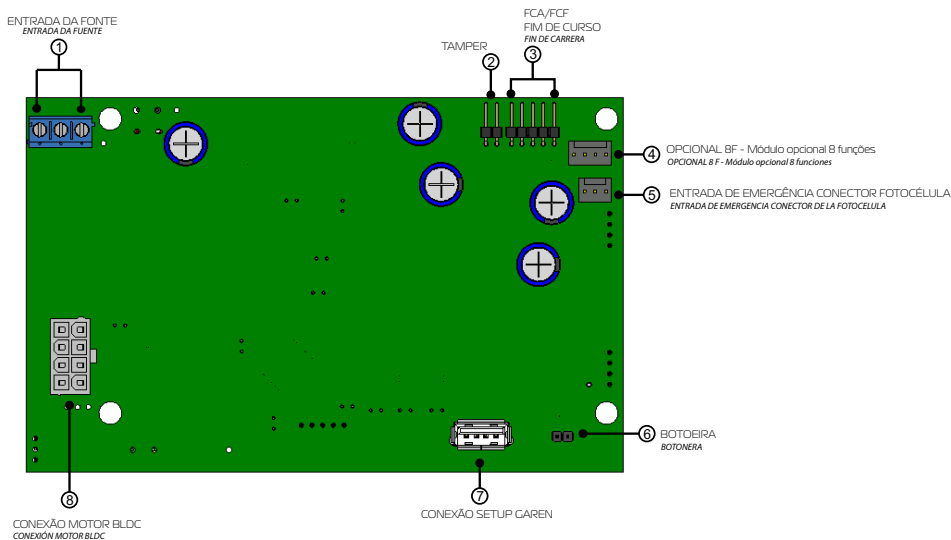 ENTRADA DA FONTE
ENTRADA DA FUENTE
1
TAMPER
2
FCA/FCF
FIM DE CURSO
FIN DE CARRERA
3
4 OPCIONAL 8F - Módulo opcional 8 funções
OPCIONAL 8 F - Módulo opcional 8 funciones
5 ENTRADA DE EMERGÊNCIA CONECTOR FOTOCÉLULA
ENTRADA DE EMERGENCIA CONECTOR DE LA FOTOCELULA
6 BOTOEIRA
BOTONERA
7
CONEXÃO SETUP GAREN
8
CONEXÃO MOTOR BLDC
CONEXIÓN MOTOR BLDC